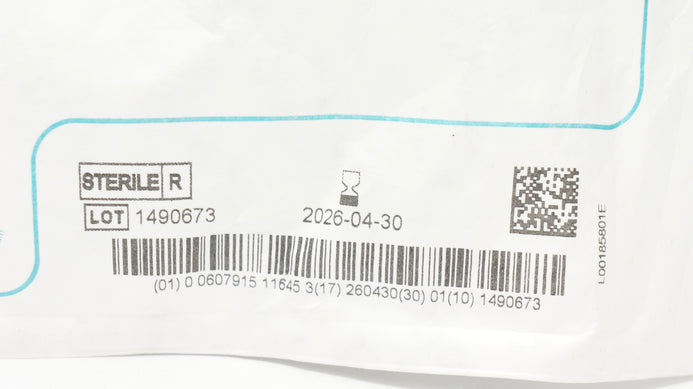 STERILE R
LOT 1490673
2026-04-30
(01) 0 0607915 11645 3(17) 260430(30) 01(10) 1490673
L00185801E